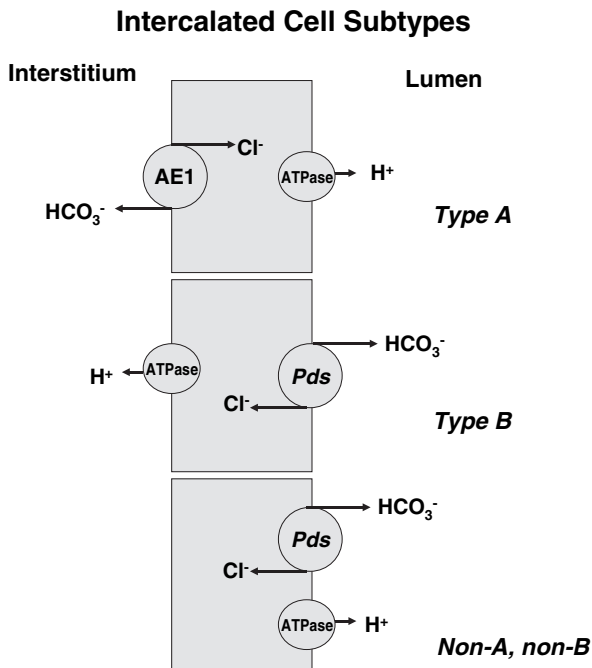 Intercalated Cell Subtypes
Interstitium
Lumen
Cl⁻
AE1
ATPase
H⁺
HCO₃⁻
Type A
HCO₃⁻
ATPase
H⁺
Pds
Cl⁻
Type B
HCO₃⁻
Pds
Cl⁻
ATPase
H⁺
Non-A, non-B